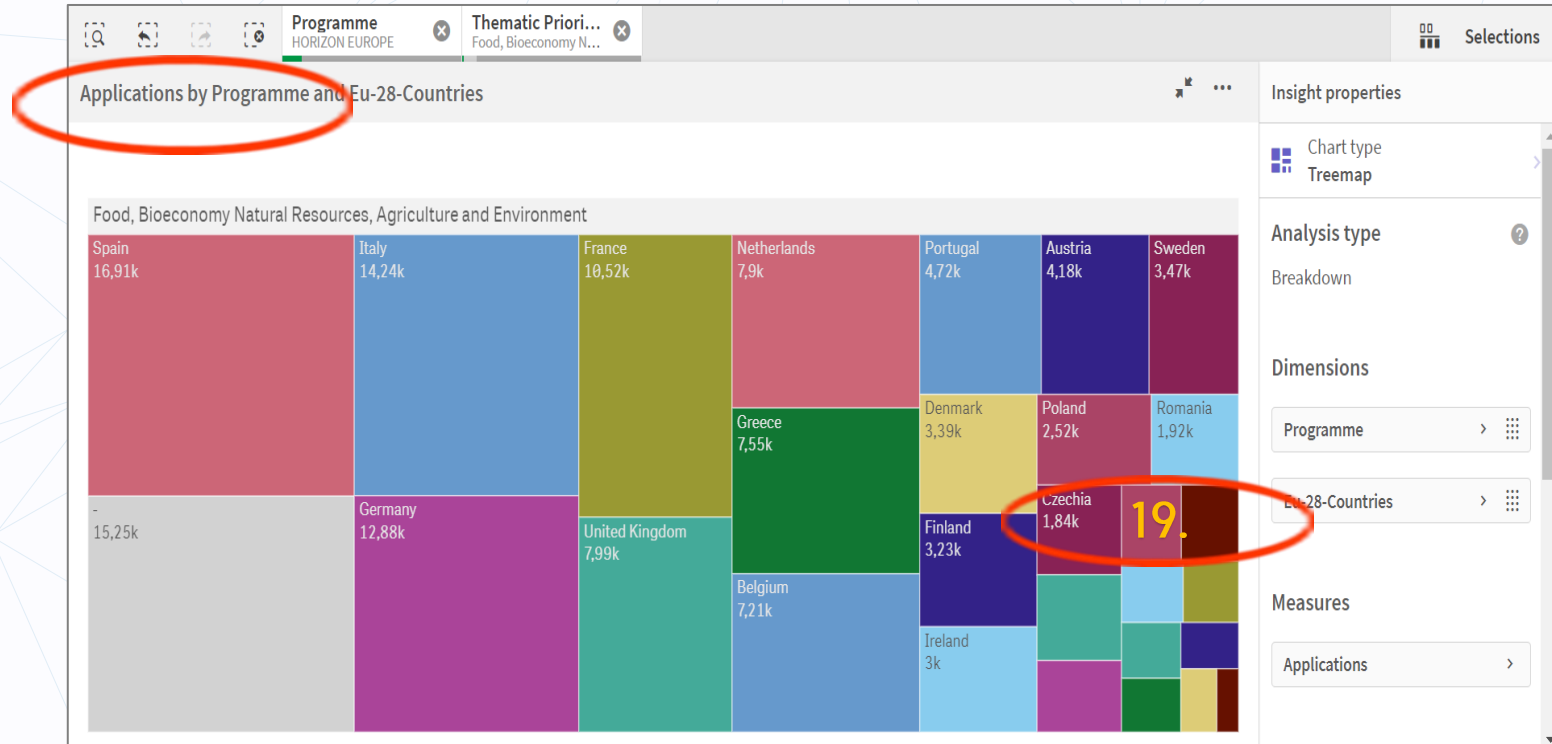 Programme
HORIZON EUROPE
Thematic Priori...
Food, Bioeconomy N...
Selections
Applications by Programme and Eu-28-Countries
Insight properties
Chart type
Treemap
Analysis type
Breakdown
Dimensions
Programme
Eu-28-Countries
Measures
Applications
Food, Bioeconomy Natural Resources, Agriculture and Environment
Spain
16,91k
Italy
14,24k
France
10,52k
Netherlands
7,9k
Portugal
4,72k
Austria
4,18k
Sweden
3,47k
Greece
7,55k
Denmark
3,39k
Poland
2,52k
Romania
1,92k
-
15,25k
Germany
12,88k
United Kingdom
7,99k
Belgium
7,21k
Finland
3,23k
Czechia
1,84k
19.
Ireland
3k